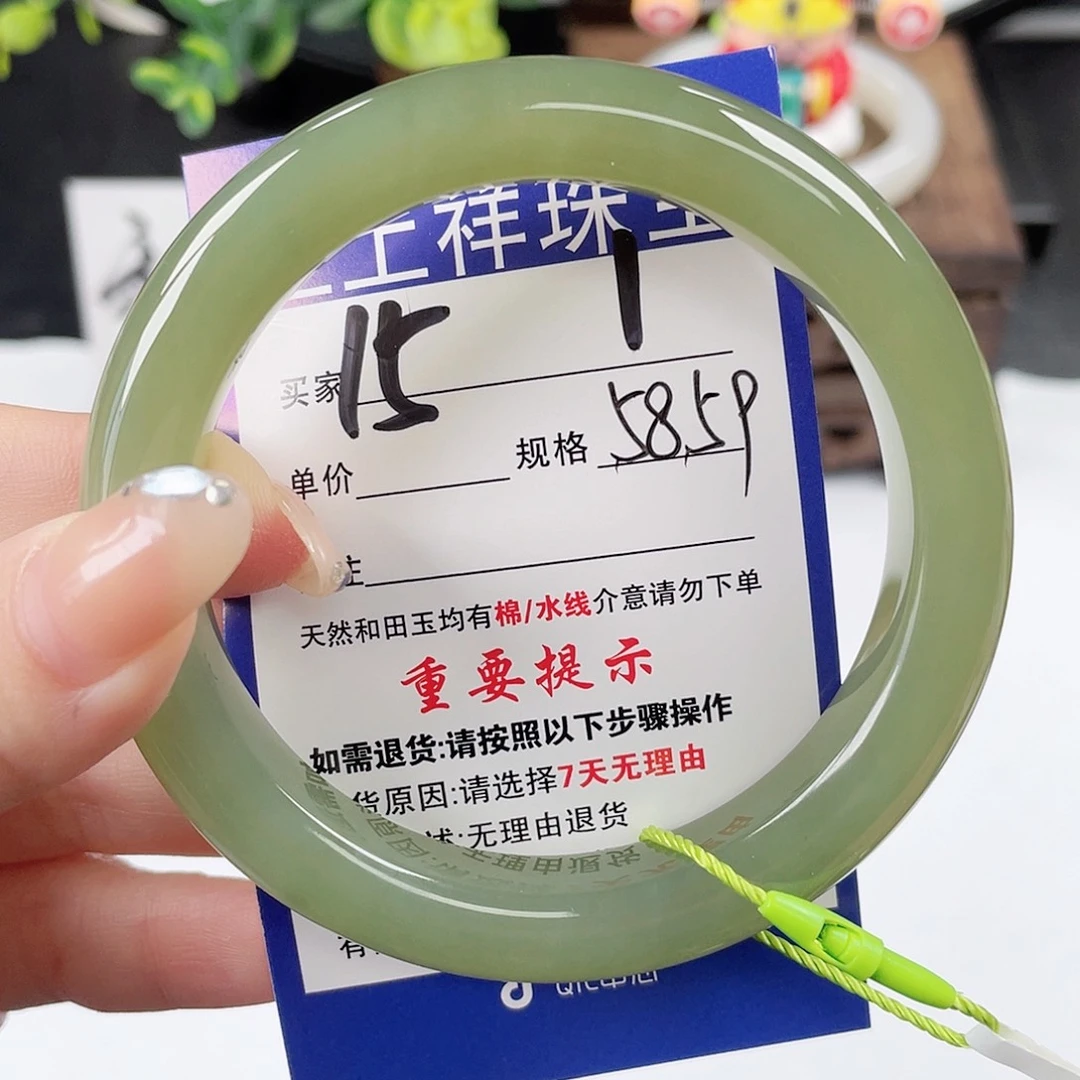 上祥珠宝
15 1
买家
规格 58.59
单价
注
天然和田玉均有棉/水线介意请勿下单
重要提示
如需退货:请按照以下步骤操作
货原因:请选择7天无理由
述:无理由退货
有